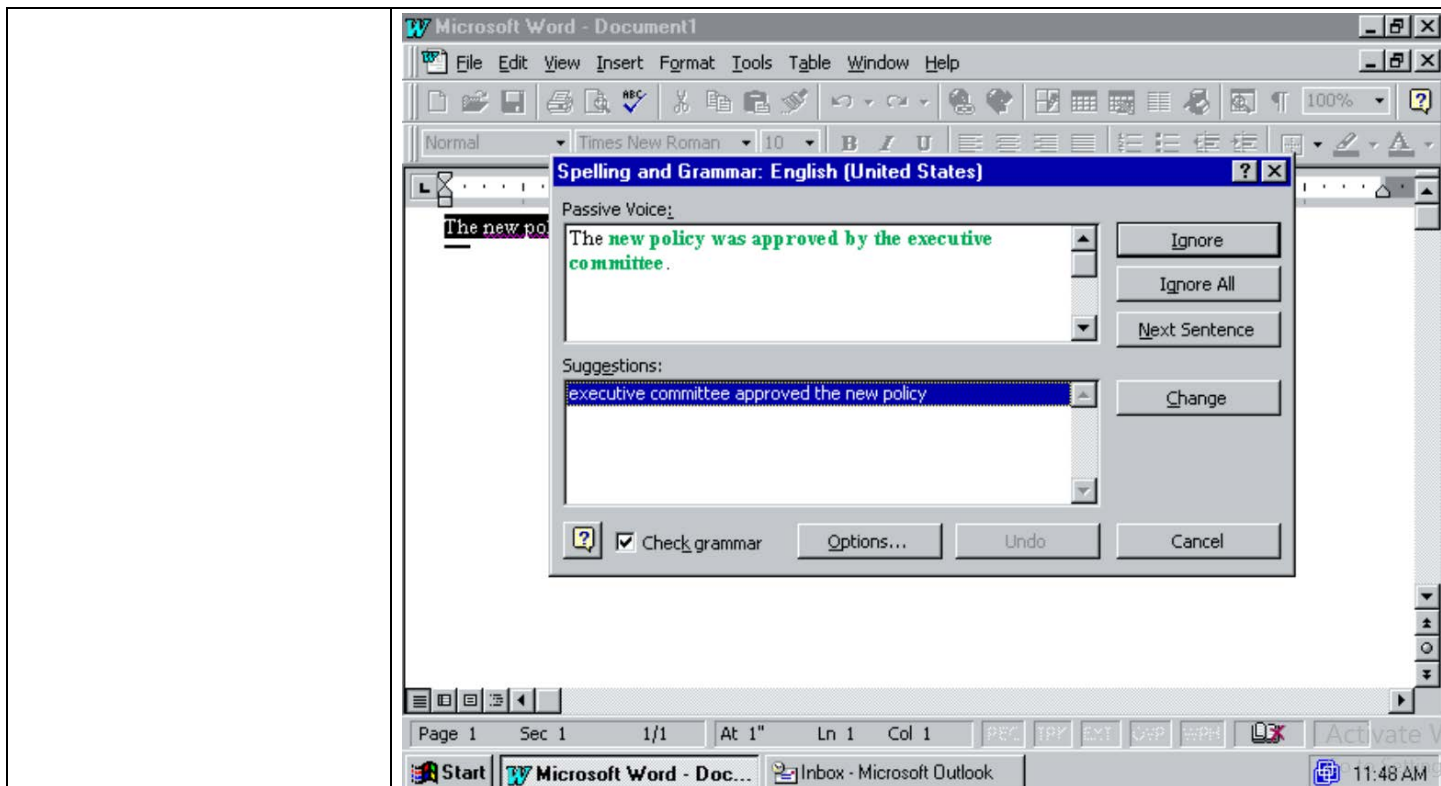 Microsoft Word - Document1
File Edit View Insert Format Tools Table Window Help
ABC
100%
Normal Times New Roman 10 B I U A
Spelling and Grammar: English (United States)
The new pol
Passive Voice:
The new policy was approved by the executive
committee.
Ignore
Ignore All
Next Sentence
Suggestions:
executive committee approved the new policy
Change
Check grammar Options... Undo Cancel
Page 1 Sec 1 1/1 At 1" Ln 1 Col 1 REC TRK EXT OVR WPH Activate
Start Microsoft Word - Doc... Inbox - Microsoft Outlook 11:48 AM